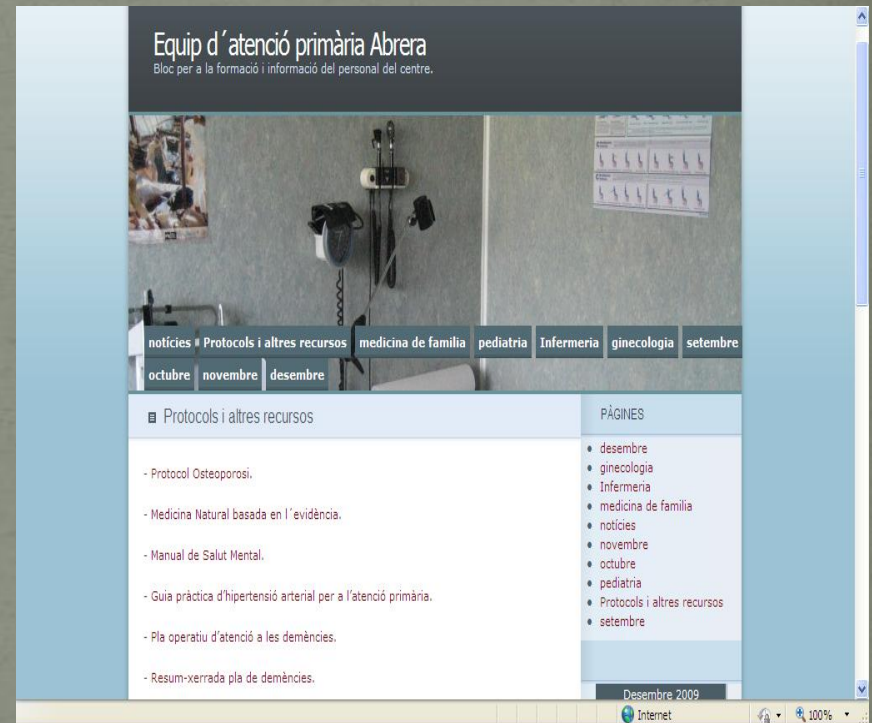 Equip d´atenció primària Abrera
Bloc per a la formació i informació del personal del centre.
notícies Protocols i altres recursos medicina de familia pediatria Infermeria ginecologia setembre
octubre novembre desembre
Protocols i altres recursos
- Protocol Osteoporosi.
- Medicina Natural basada en l´evidència.
- Manual de Salut Mental.
- Guia pràctica d’hipertensió arterial per a l’atenció primària.
- Pla operatiu d’atenció a les demències.
- Resum-xerrada pla de demències.
PÀGINES
desembre
ginecologia
Infermeria
medicina de familia
notícies
novembre
octubre
pediatria
Protocols i altres recursos
setembre
Desembre 2009
Internet 100%